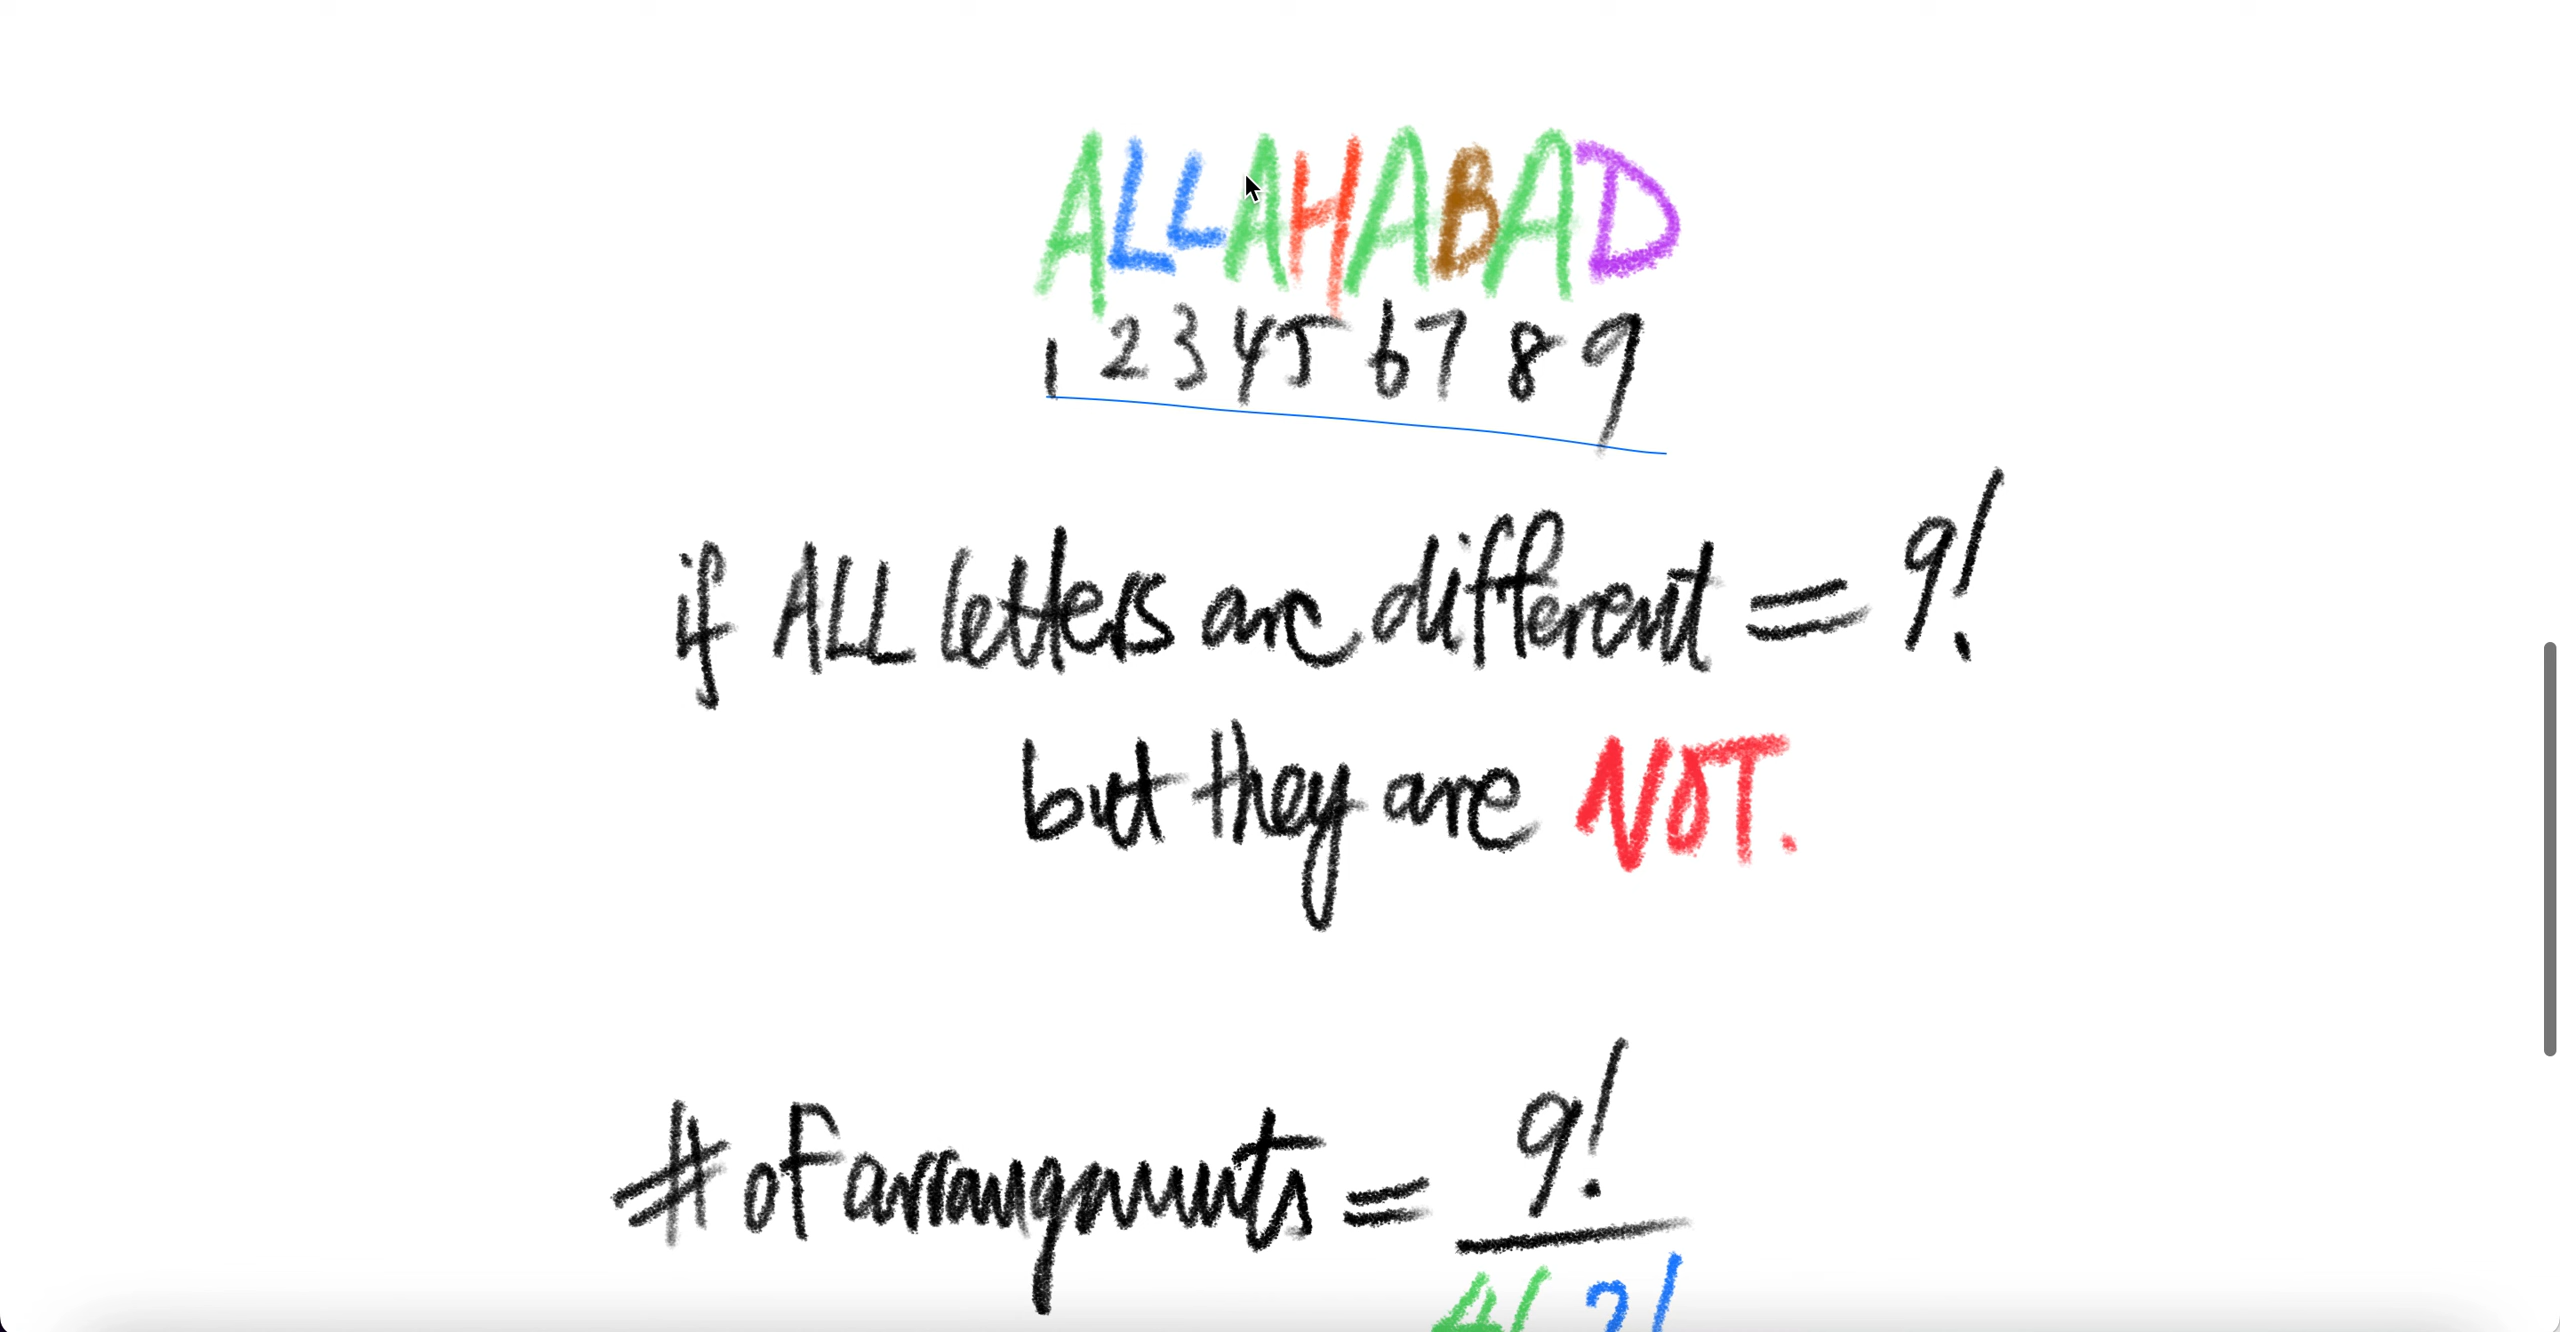 ALLAHABAD
1 2 3 4 5 6 7 8 9
if ALL letters are different = 9!
but they are NOT.
# of arrangments = 9!
4! 2!